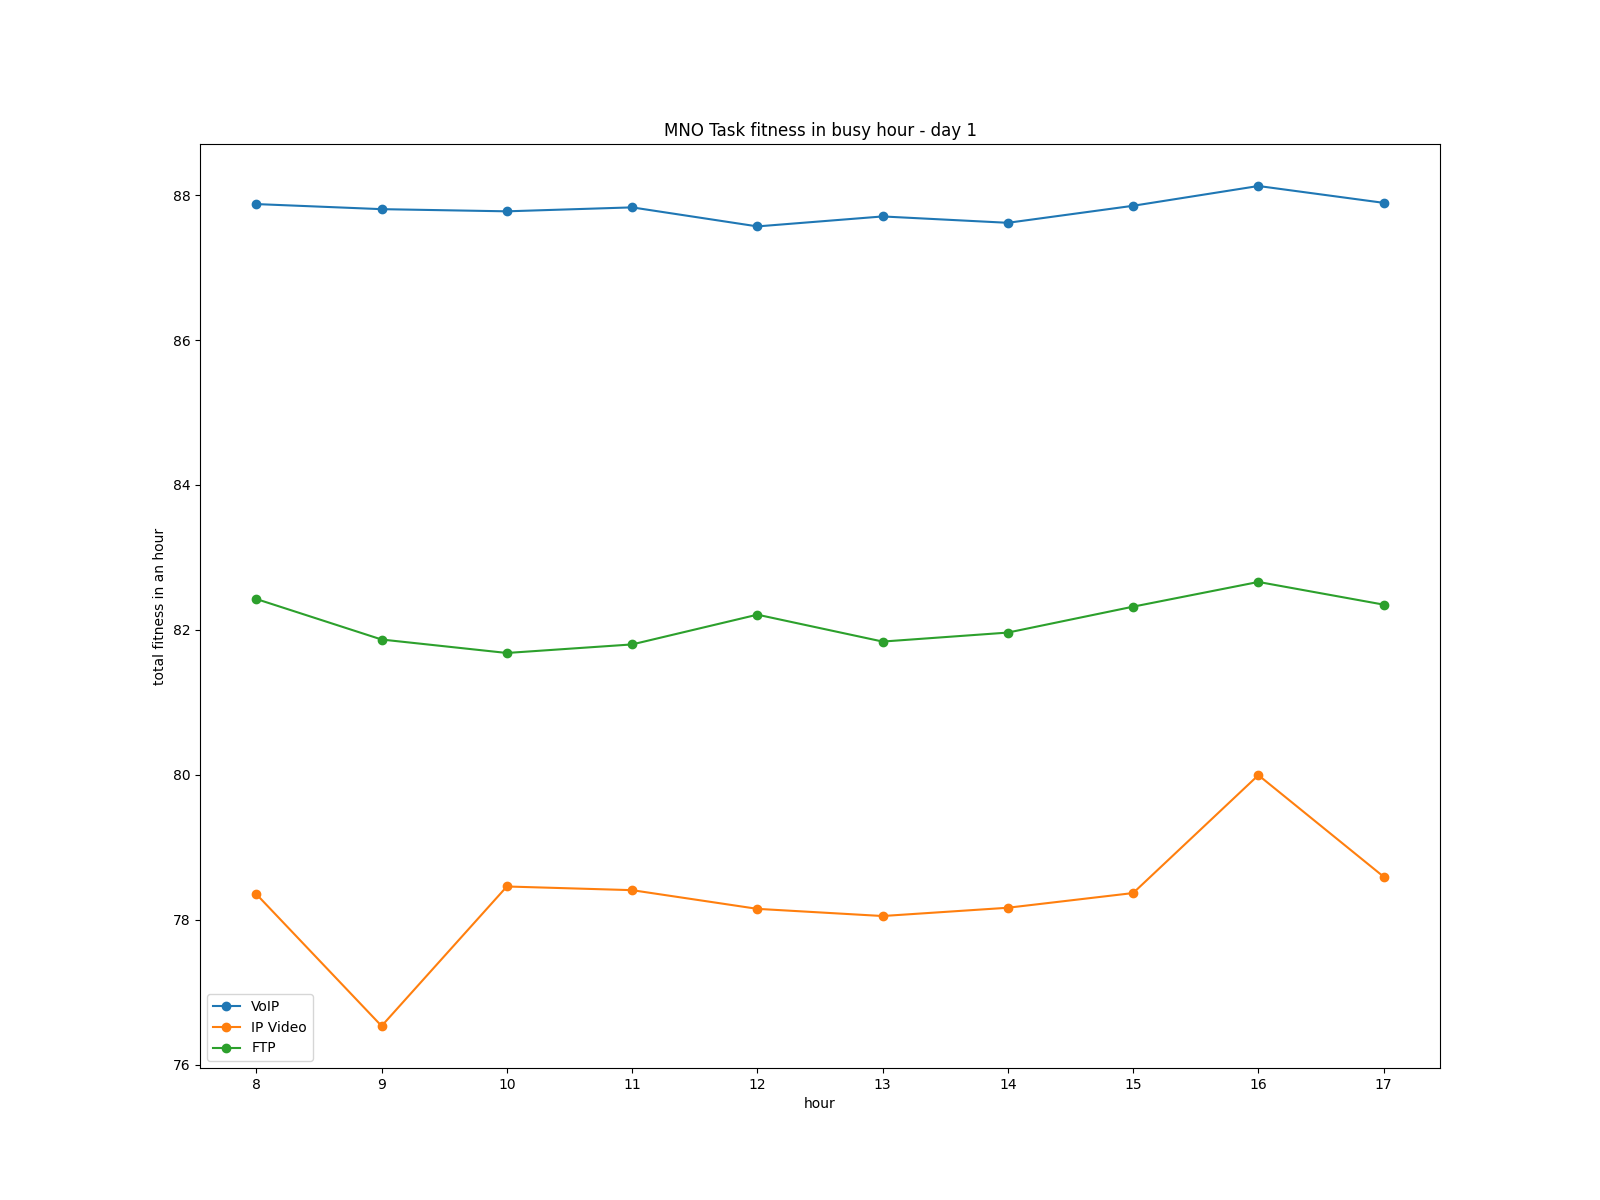 MNO Task fitness in busy hour - day 1
88
86
84
82
80
78
76
total fitness in an hour
VoIP
IP Video
FTP
8 9 10 11 12 13 14 15 16 17
hour